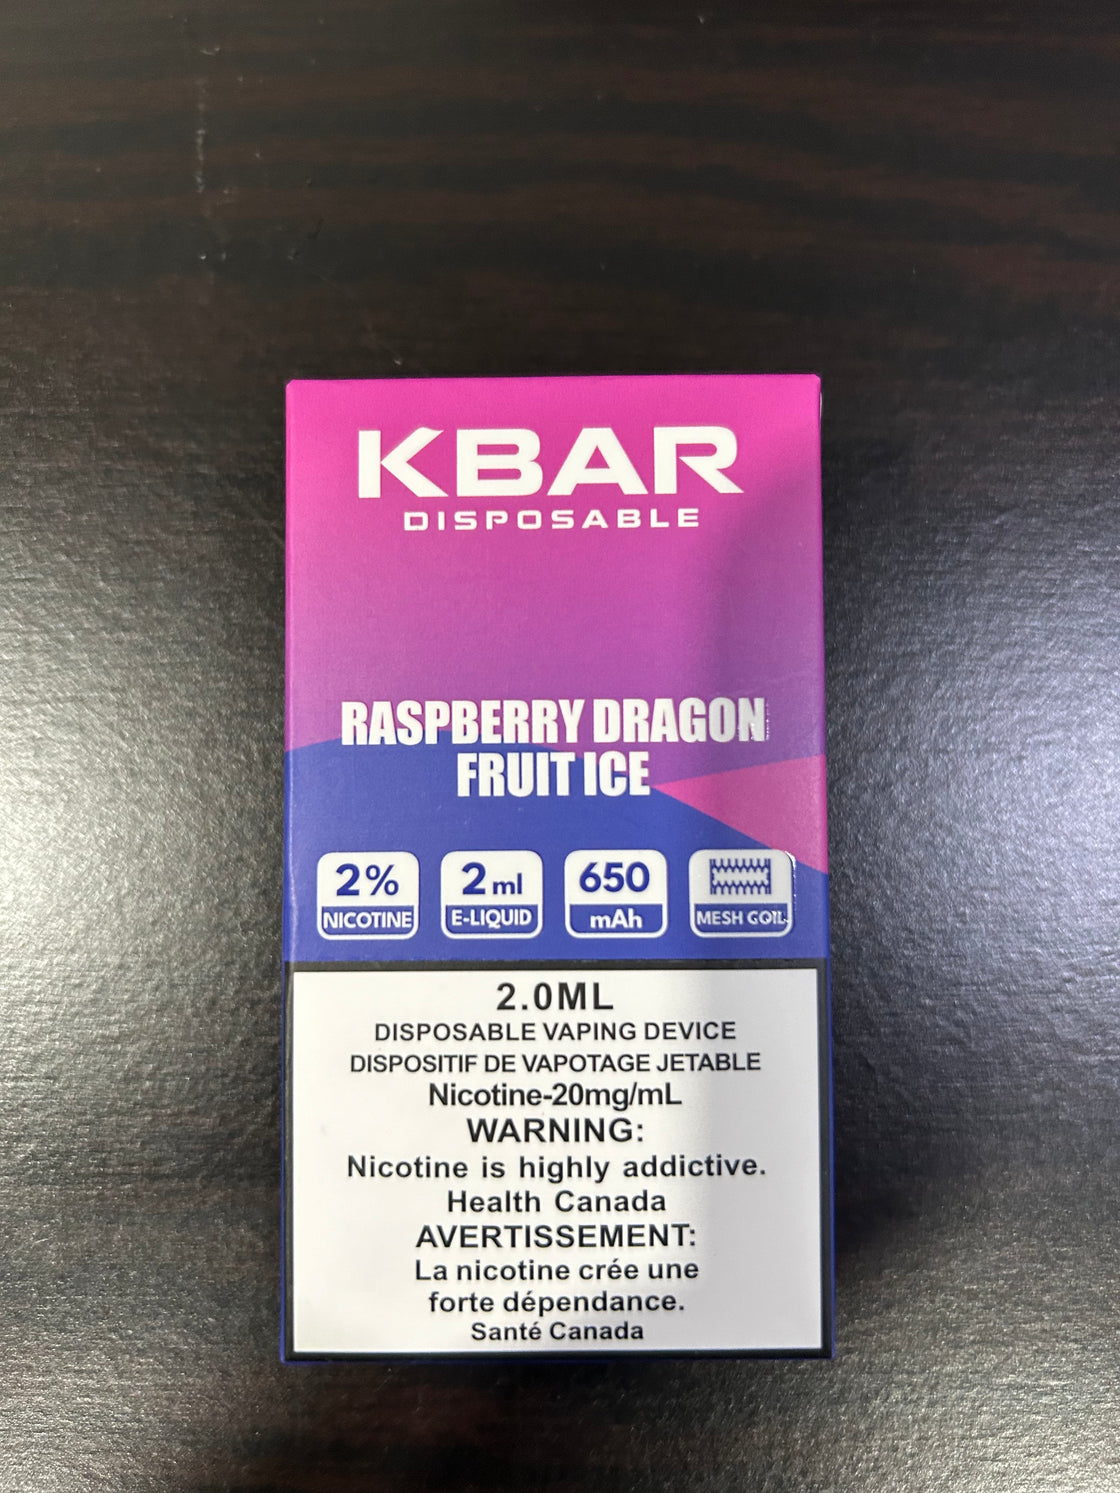 KBAR
DISPOSABLE
RASPBERRY DRAGON
FRUIT ICE
2%
NICOTINE
2 ml
E-LIQUID
650
mAh
MESH COIL
2.0ML
DISPOSABLE VAPING DEVICE
DISPOSITIF DE VAPOTAGE JETABLE
Nicotine-20mg/mL
WARNING:
Nicotine is highly addictive.
Health Canada
AVERTISSEMENT:
La nicotine crée une
forte dépendance.
Santé Canada